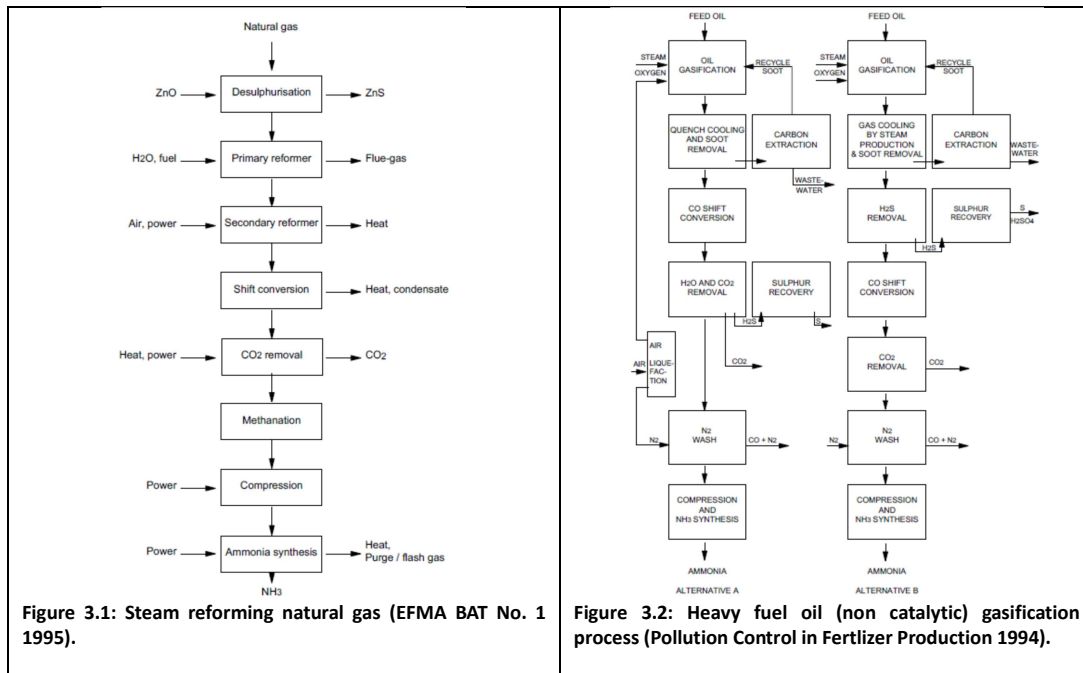 Natural gas
ZnO
Desulphurisation
ZnS
H2O, fuel
Primary reformer
Flue-gas
Air, power
Secondary reformer
Heat
Shift conversion
Heat, condensate
Heat, power
CO2 removal
CO2
Methanation
Power
Compression
Power
Ammonia synthesis
Heat,
Purge / flash gas
NH3
Figure 3.1: Steam reforming natural gas (EFMA BAT No. 1
1995).
FEED OIL
STEAM
OXYGEN
OIL
GASIFICATION
RECYCLE
SOOT
QUENCH COOLING
AND SOOT
REMOVAL
CARBON
EXTRACTION
WASTE-
WATER
CO SHIFT
CONVERSION
H2O AND CO2
REMOVAL
SULPHUR
RECOVERY
H2S
S
CO2
AIR
AIR
LIQUE-
FAC-
TION
N2
N2
WASH
CO + N2
COMPRESSION
AND
NH3 SYNTHESIS
AMMONIA
ALTERNATIVE A
FEED OIL
STEAM
OXYGEN
OIL
GASIFICATION
RECYCLE
SOOT
GAS COOLING
BY STEAM
PRODUCTION
& SOOT REMOVAL
CARBON
EXTRACTION
WASTE-
WATER
H2S
REMOVAL
SULPHUR
RECOVERY
S
H2SO4
H2S
CO SHIFT
CONVERSION
CO2
REMOVAL
CO2
N2
N2
WASH
CO + N2
COMPRESSION
AND
NH3 SYNTHESIS
AMMONIA
ALTERNATIVE B
Figure 3.2: Heavy fuel oil (non catalytic) gasification
process (Pollution Control in Fertlizer Production 1994).